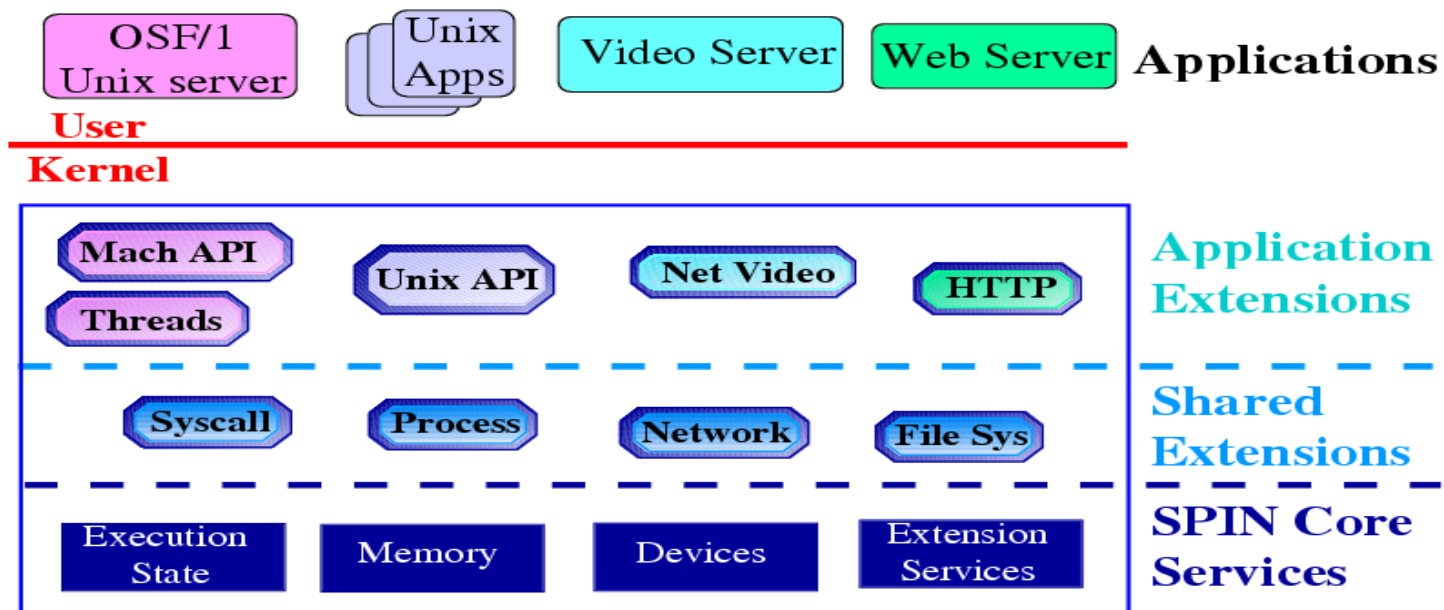 OSF/1
Unix server
Unix
Apps
Video Server
Web Server
Applications
User
Kernel
Mach API
Threads
Unix API
Net Video
HTTP
Application
Extensions
Syscall
Process
Network
File Sys
Shared
Extensions
Execution
State
Memory
Devices
Extension
Services
SPIN Core
Services